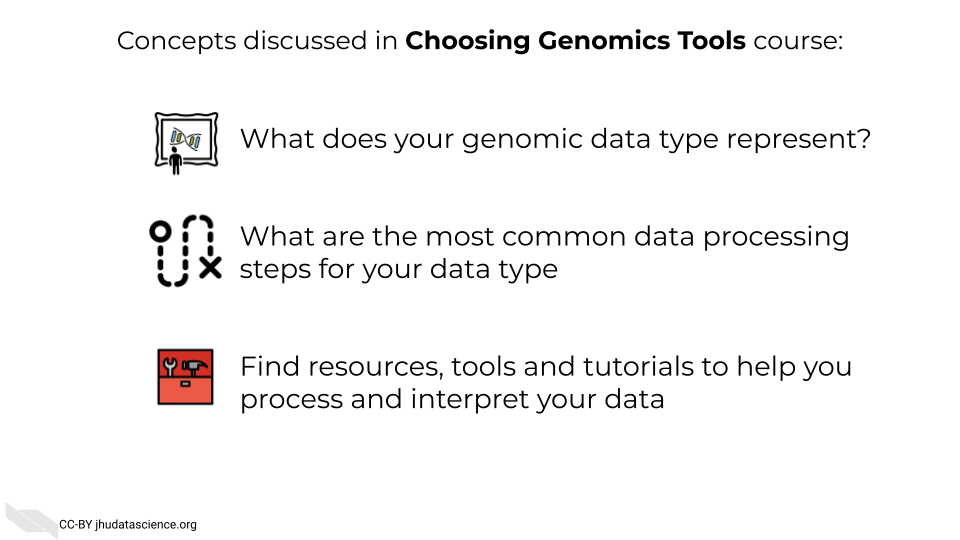 Concepts discussed in Choosing Genomics Tools course:
What does your genomic data type represent?
What are the most common data processing
steps for your data type
Find resources, tools and tutorials to help you
process and interpret your data
CC-BY jhudatascience.org